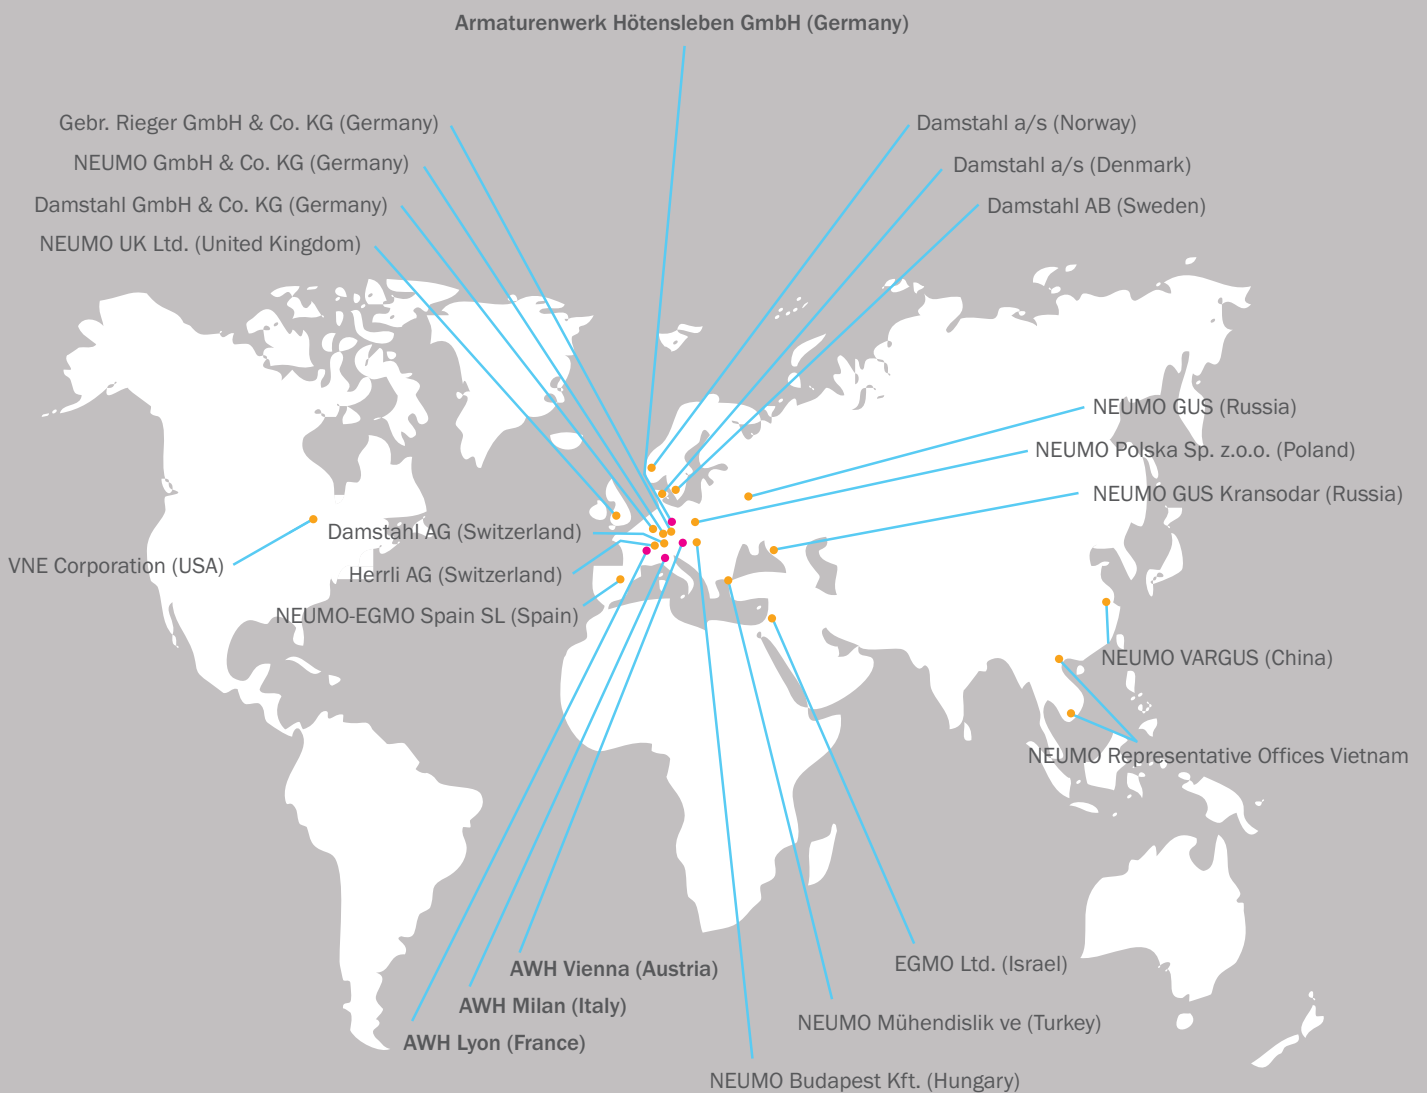 Armaturenwerk Hötensleben GmbH (Germany)
Gebr. Rieger GmbH & Co. KG (Germany)
Damstahl a/s (Norway)
NEUMO GmbH & Co. KG (Germany)
Damstahl a/s (Denmark)
Damstahl GmbH & Co. KG (Germany)
Damstahl AB (Sweden)
NEUMO UK Ltd. (United Kingdom)
NEUMO GUS (Russia)
NEUMO Polska Sp. z.o.o. (Poland)
NEUMO GUS Kransodar (Russia)
Damstahl AG (Switzerland)
VNE Corporation (USA)
Herrli AG (Switzerland)
NEUMO-EGMO Spain SL (Spain)
NEUMO VARGUS (China)
NEUMO Representative Offices Vietnam
EGMO Ltd. (Israel)
AWH Vienna (Austria)
AWH Milan (Italy)
NEUMO Mühendislik ve (Turkey)
AWH Lyon (France)
NEUMO Budapest Kft. (Hungary)